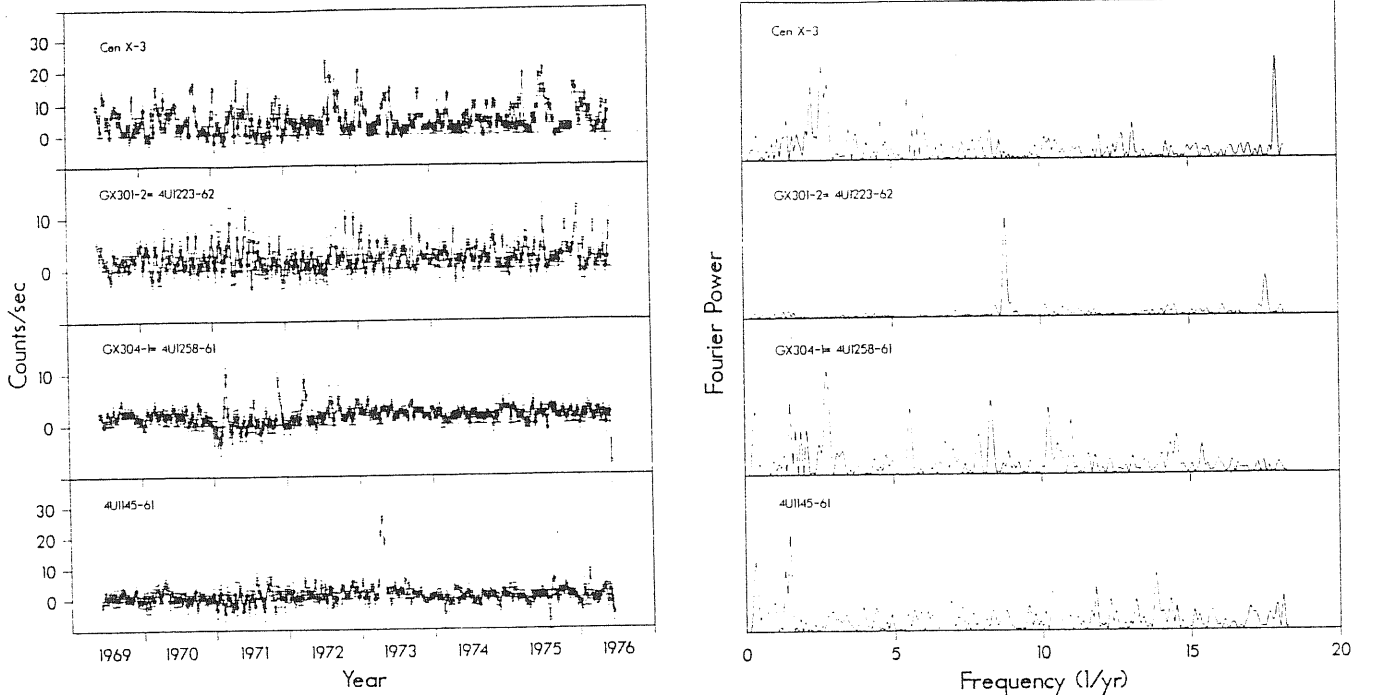 Cen X-3
30
20
10
0
GX301-2= 4U1223-62
10
0
GX304-1= 4U1258-61
10
0
4U1145-61
30
20
10
0
Counts/sec
1969 1970 1971 1972 1973 1974 1975 1976
Year
Cen X-3
GX301-2= 4U1223-62
GX304-1= 4U1258-61
4U1145-61
Fourier Power
0 5 10 15 20
Frequency (1/yr)